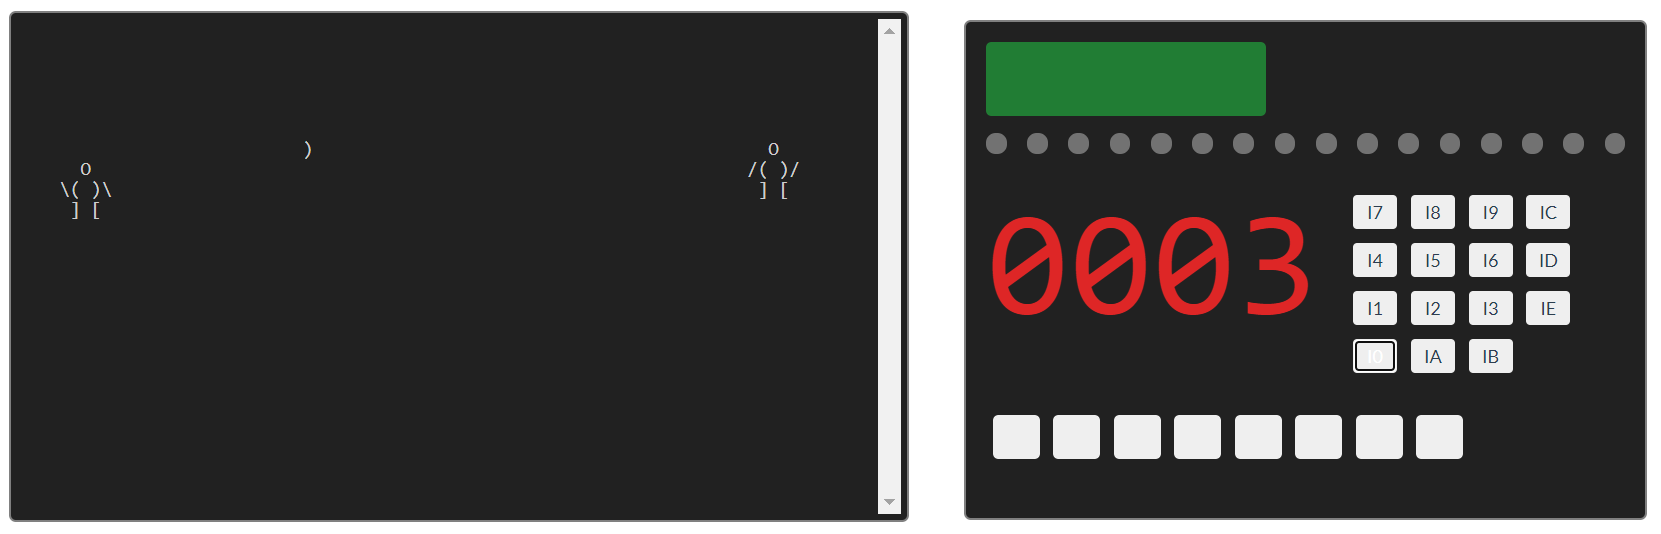 ) O
O /( )/
\( )\ ] [
] [
0003
I7 I8 I9 IC
I4 I5 I6 ID
I1 I2 I3 IE
I0 IA IB